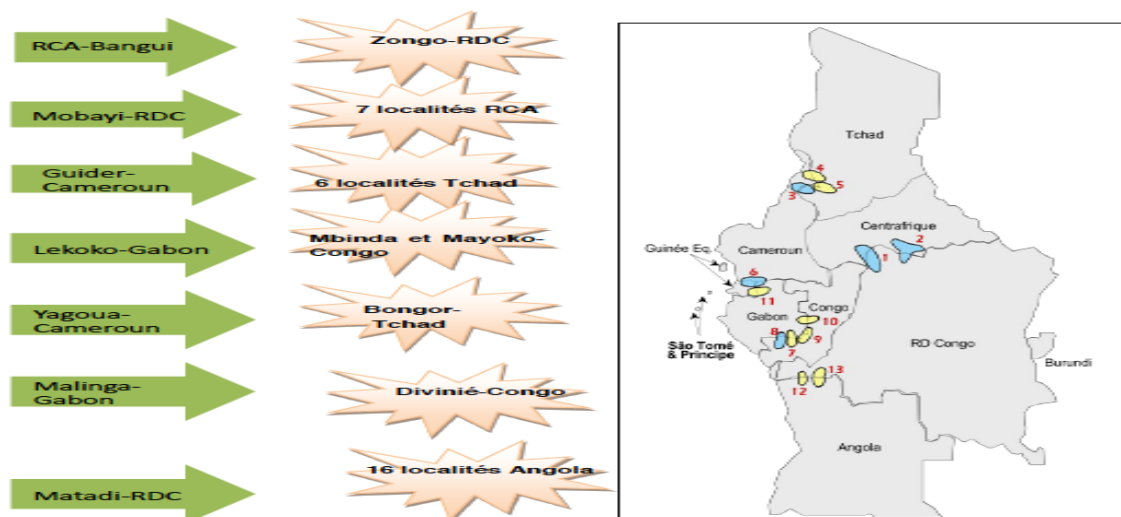 RCA-Bangui
Zongo-RDC
Mobayi-RDC
7 localités RCA
Guider-
Cameroun
6 localités Tchad
Lekoko-Gabon
Mbinda et Mayoko-
Congo
Yagoua-
Cameroun
Bongor-
Tchad
Malinga-
Gabon
Divinié-Congo
Matadi-RDC
16 localités Angola
Tchad
4
3
5
Centrafrique
2
1
Cameroun
Guinée Eq.
6
11
Congo
10
Gabon
8
7
9
São Tomé
& Principe
RD Congo
Burundi
13
12
Angola